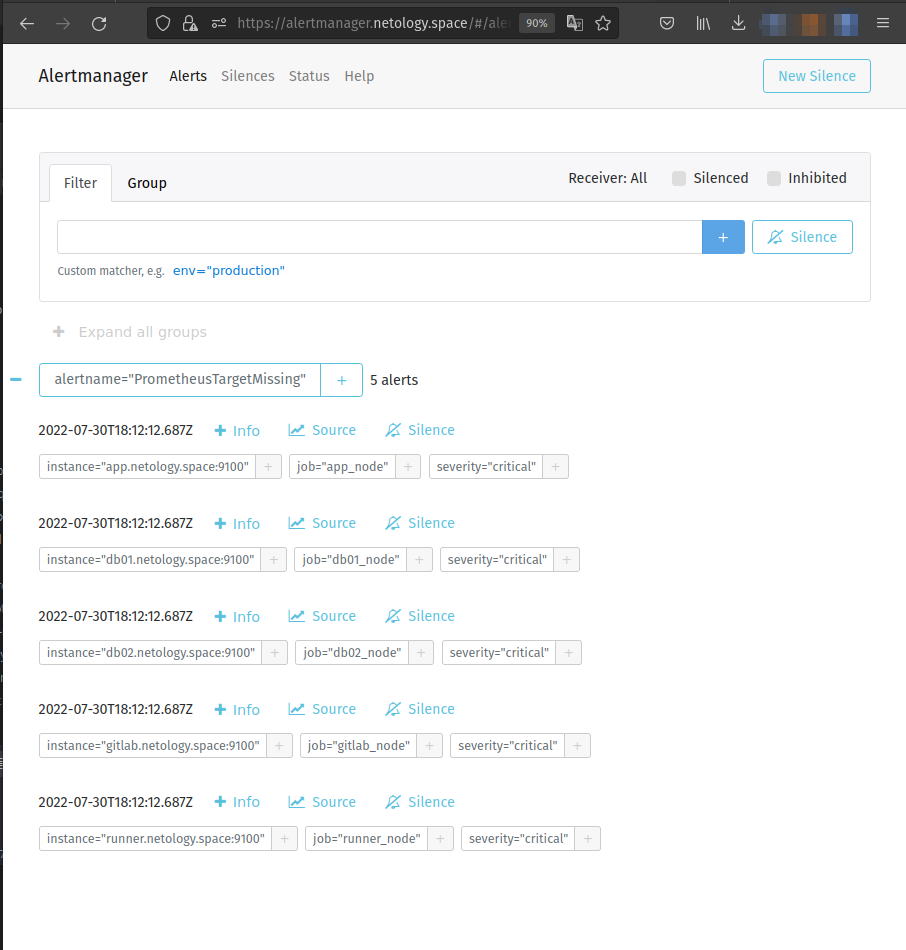 https://alertmanager.netology.space/#/aler 90%
Alertmanager Alerts Silences Status Help New Silence
Filter Group Receiver: All Silenced Inhibited
+ Silence
Custom matcher, e.g. env="production"
+ Expand all groups
alertname="PrometheusTargetMissing" + 5 alerts
2022-07-30T18:12:12.687Z + Info Source Silence
instance="app.netology.space:9100" + job="app_node" + severity="critical" +
2022-07-30T18:12:12.687Z + Info Source Silence
instance="db01.netology.space:9100" + job="db01_node" + severity="critical" +
2022-07-30T18:12:12.687Z + Info Source Silence
instance="db02.netology.space:9100" + job="db02_node" + severity="critical" +
2022-07-30T18:12:12.687Z + Info Source Silence
instance="gitlab.netology.space:9100" + job="gitlab_node" + severity="critical" +
2022-07-30T18:12:12.687Z + Info Source Silence
instance="runner.netology.space:9100" + job="runner_node" + severity="critical" +